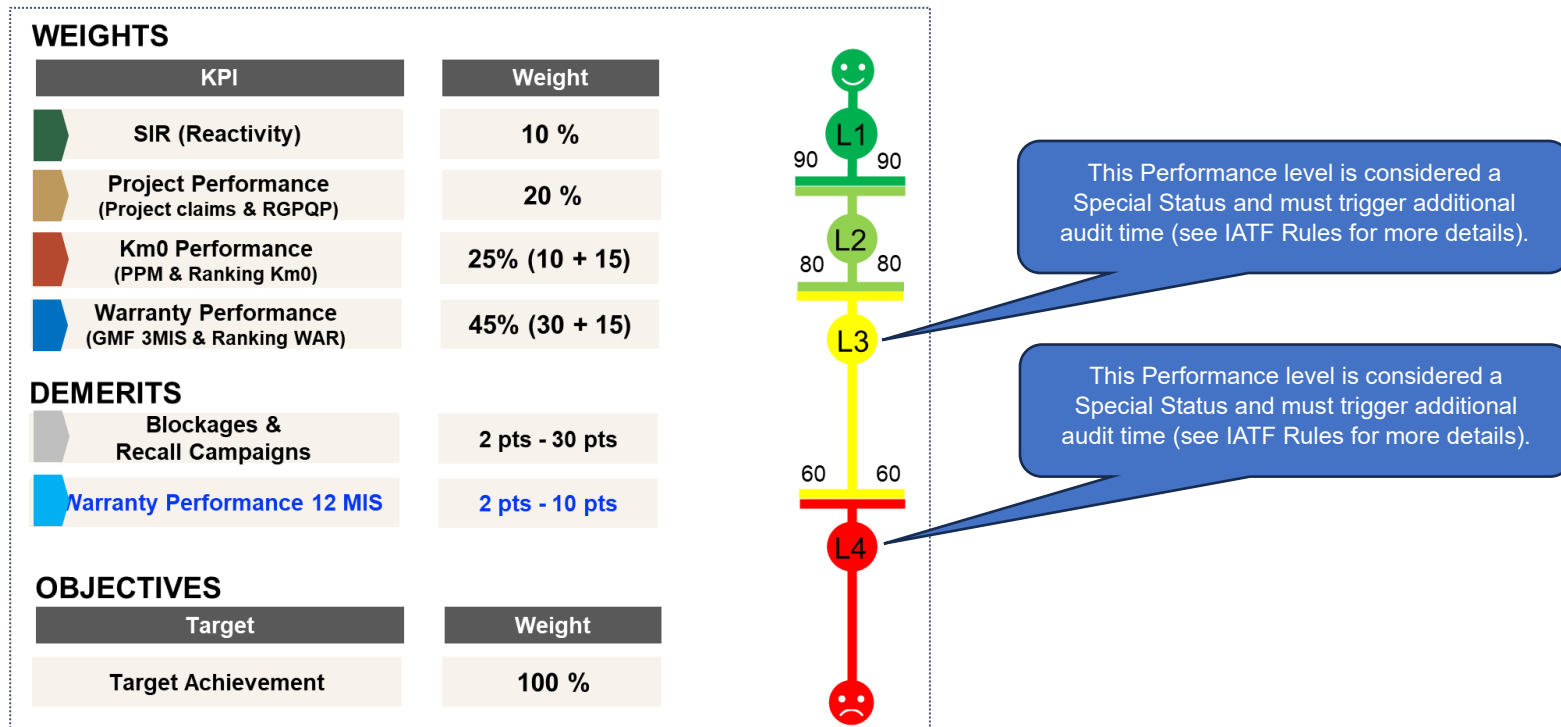 WEIGHTS
KPI
Weight
SIR (Reactivity)
10 %
Project Performance
(Project claims & RGPQP)
20 %
Km0 Performance
(PPM & Ranking Km0)
25% (10 + 15)
Warranty Performance
(GMF 3MIS & Ranking WAR)
45% (30 + 15)
DEMERITS
Blockages &
Recall Campaigns
2 pts - 30 pts
Warranty Performance 12 MIS
2 pts - 10 pts
OBJECTIVES
Target
Weight
Target Achievement
100 %
L1
90 90
L2
80 80
L3
60 60
L4
This Performance level is considered a
Special Status and must trigger additional
audit time (see IATF Rules for more details).
This Performance level is considered a
Special Status and must trigger additional
audit time (see IATF Rules for more details).